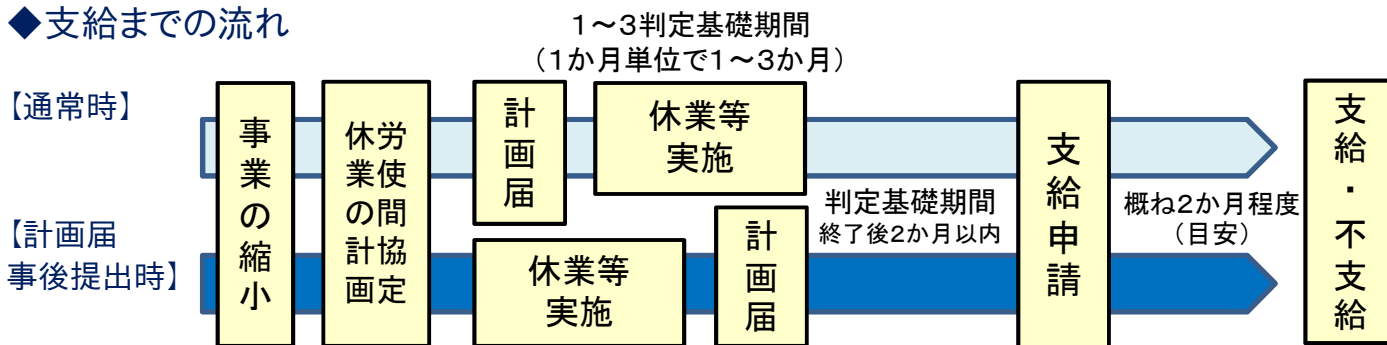 ◆支給までの流れ
1～3判定基礎期間
（1か月単位で1～3か月）
【通常時】
事業の縮小
労使間協定
休業の計画
計画届
休業等
実施
支給申請
支給・不支給
判定基礎期間
終了後2か月以内
概ね2か月程度
（目安）
【計画届
事後提出時】
休業等
実施
計画届